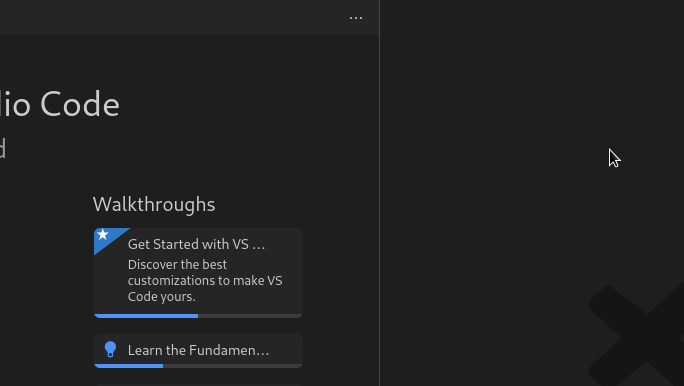 dio Code
d
Walkthroughs
Get Started with VS ...
Discover the best
customizations to make VS
Code yours.
Learn the Fundamen...